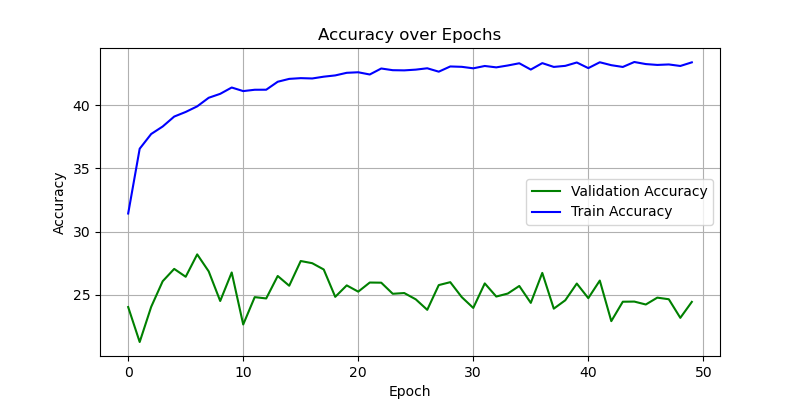 Accuracy over Epochs
40
35
30
25
Accuracy
Validation Accuracy
Train Accuracy
0 10 20 30 40 50
Epoch